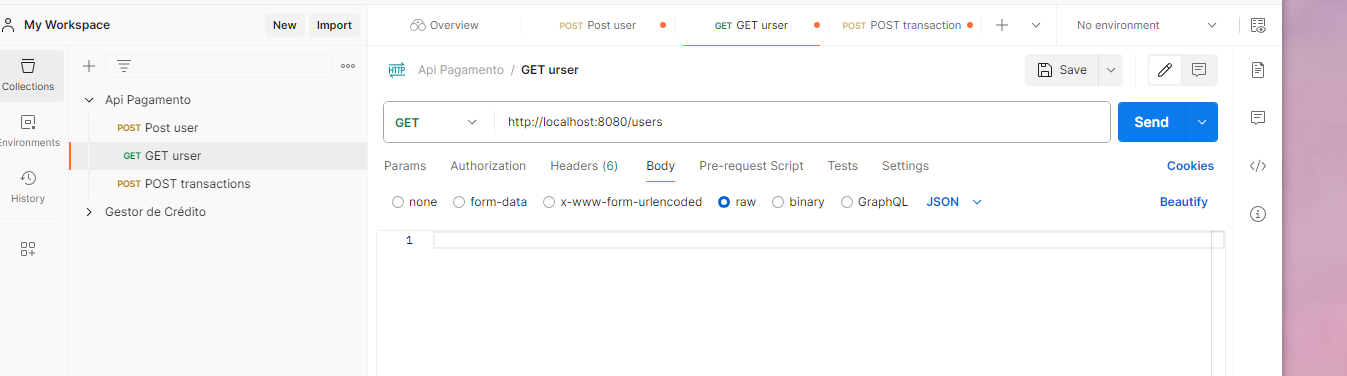 My Workspace New Import
Overview POST Post user GET GET urser POST POST transaction No environment
Collections
Environments
History
Api Pagamento
POST Post user
GET GET urser
POST POST transactions
Gestor de Crédito
HTTP Api Pagamento / GET urser Save
GET http://localhost:8080/users Send
Params Authorization Headers (6) Body Pre-request Script Tests Settings Cookies
none form-data x-www-form-urlencoded raw binary GraphQL JSON Beautify
1